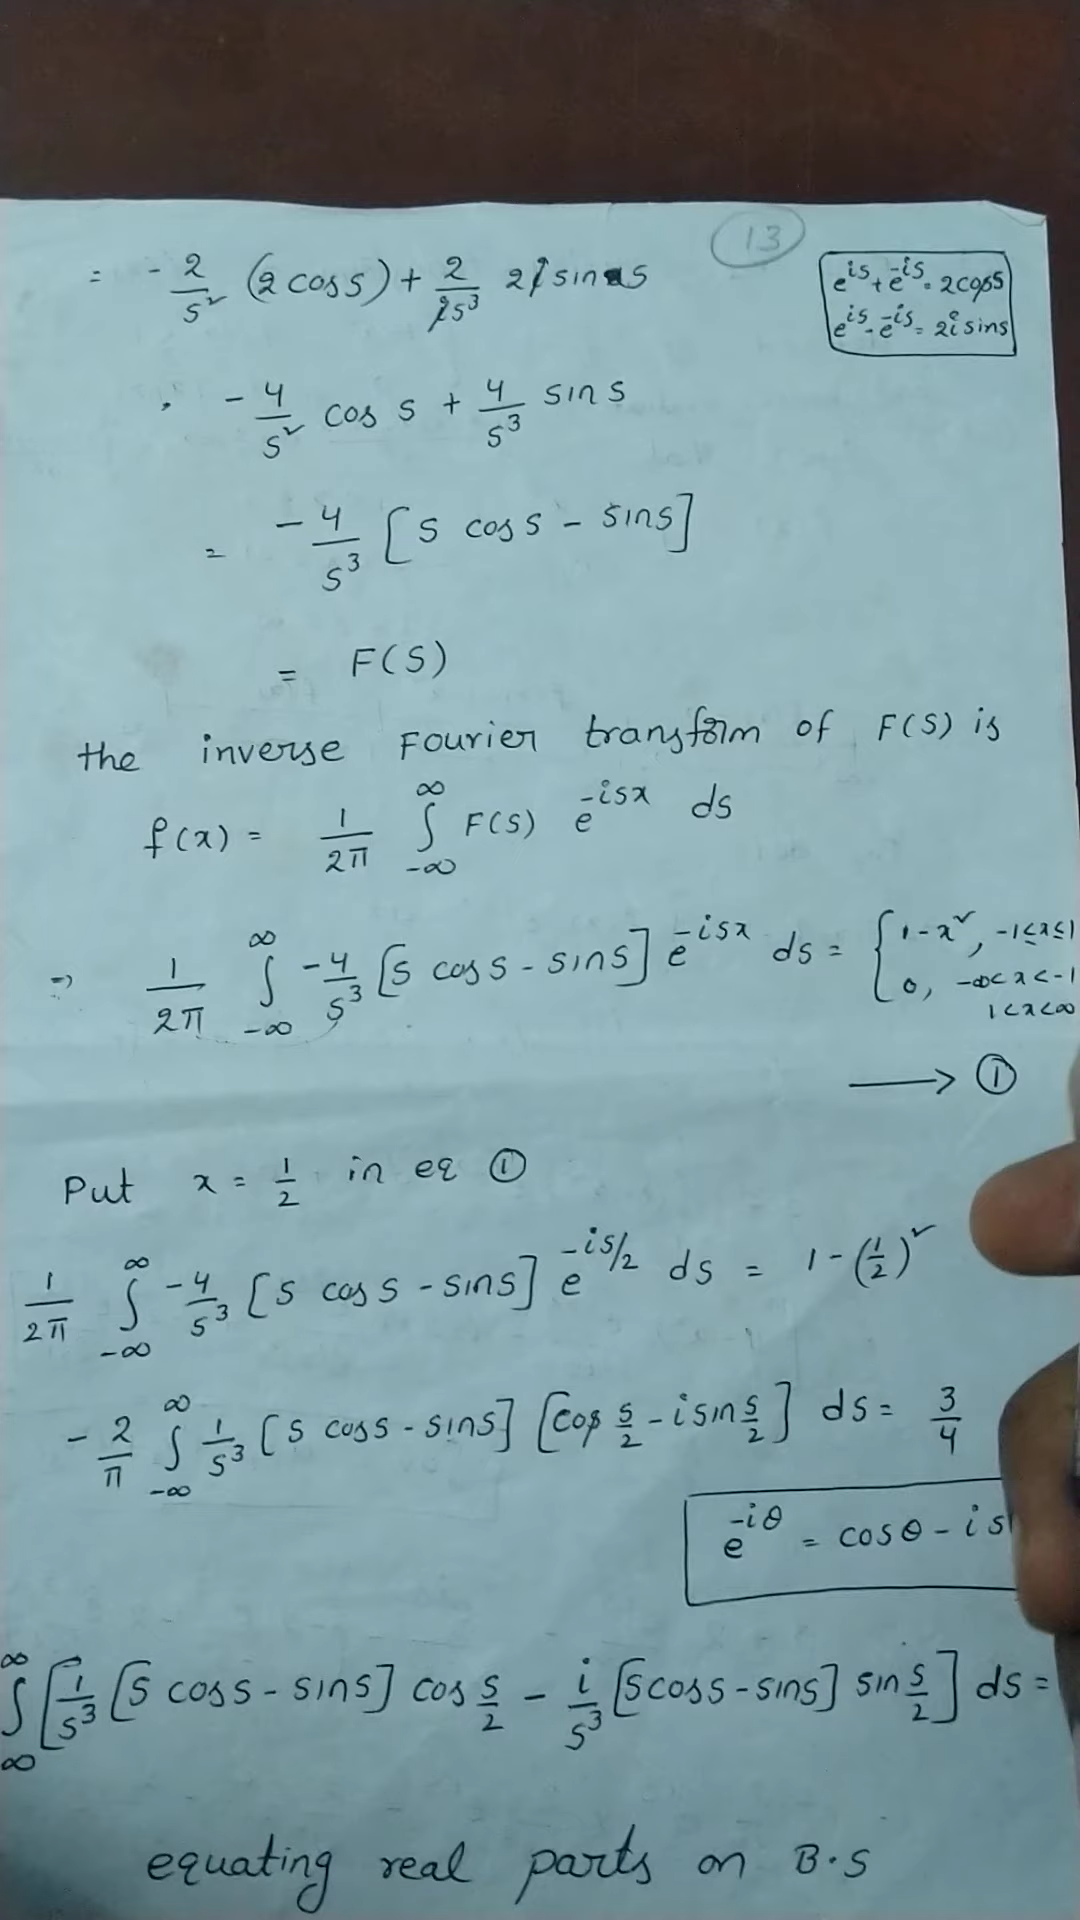 13
= - 2/s² (2 cos s) + 2/is³ 2i sin s
e^is + e^-is = 2 cos s
e^is - e^-is = 2i sin s
- 4/s² cos s + 4/s³ sin s
= - 4/s³ [s cos s - sin s]
= F(S)
the inverse Fourier transform of F(S) is
f(x) = 1/2π ∫_-∞^∞ F(S) e^-isx ds
⇒ 1/2π ∫_-∞^∞ -4/s³ [s cos s - sin s] e^-isx ds = { 1 - x², -1≤x≤1
0, -∞<x<-1
1<x<∞
⟶ ①
Put x = 1/2 in eq ①
1/2π ∫_-∞^∞ -4/s³ [s cos s - sin s] e^-is/2 ds = 1 - (1/2)²
- 2/π ∫_-∞^∞ 1/s³ [s cos s - sin s] [cos s/2 - i sin s/2] ds = 3/4
e^-iθ = cos θ - i s
∫_∞^∞ [1/s³ [s cos s - sin s] cos s/2 - i/s³ [s cos s - sin s] sin s/2] ds =
equating real parts on B.S